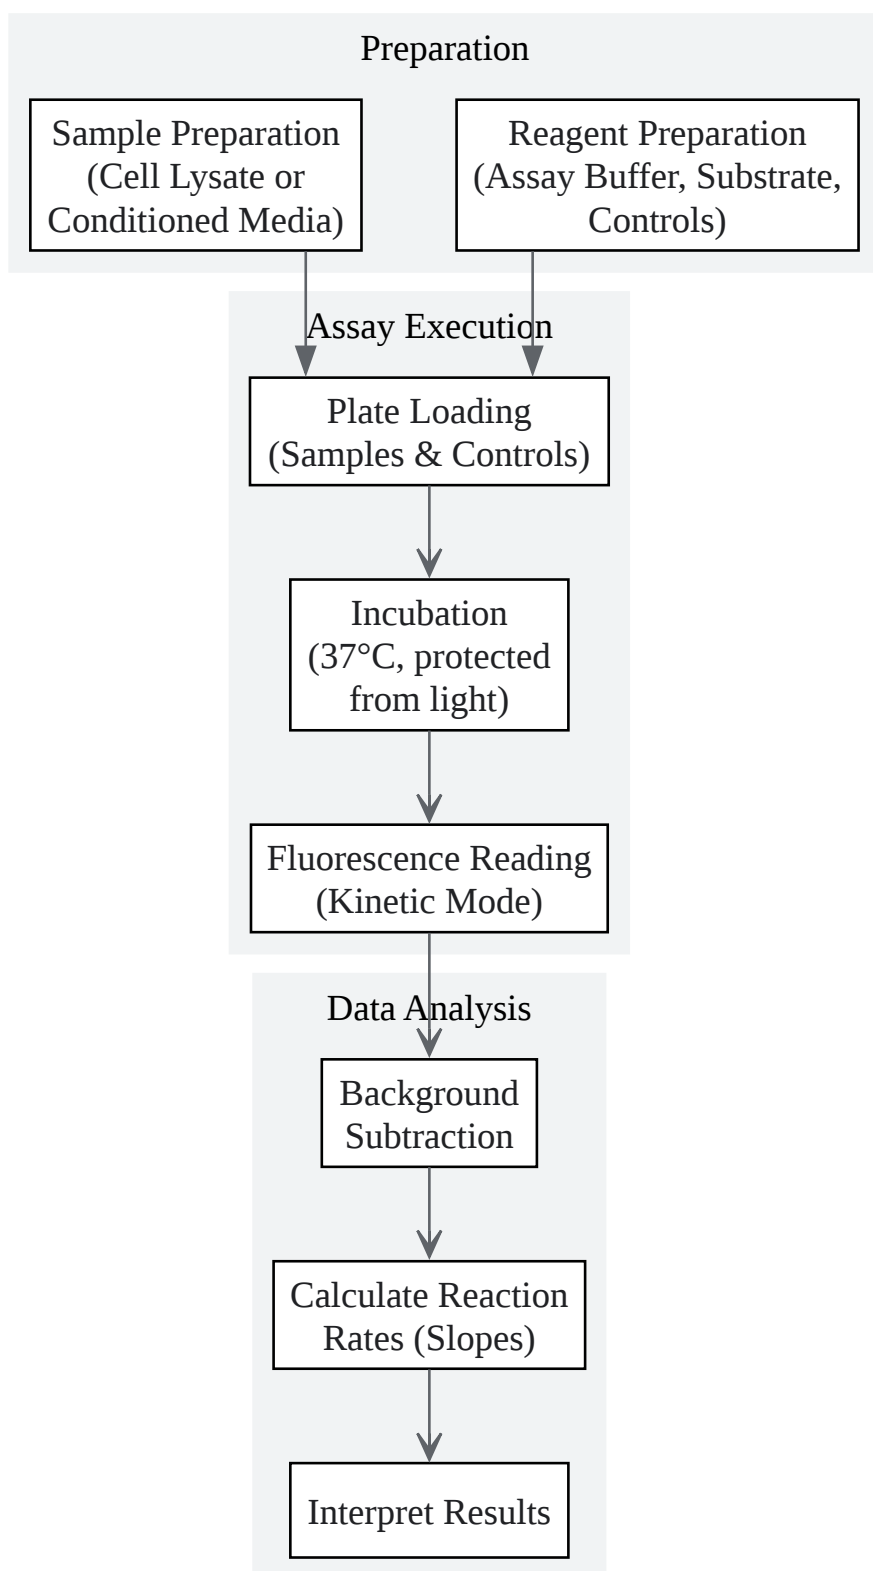 Preparation
Sample Preparation
(Cell Lysate or
Conditioned Media)
Reagent Preparation
(Assay Buffer, Substrate,
Controls)
Assay Execution
Plate Loading
(Samples & Controls)
Incubation
(37°C, protected
from light)
Fluorescence Reading
(Kinetic Mode)
Data Analysis
Background
Subtraction
Calculate Reaction
Rates (Slopes)
Interpret Results